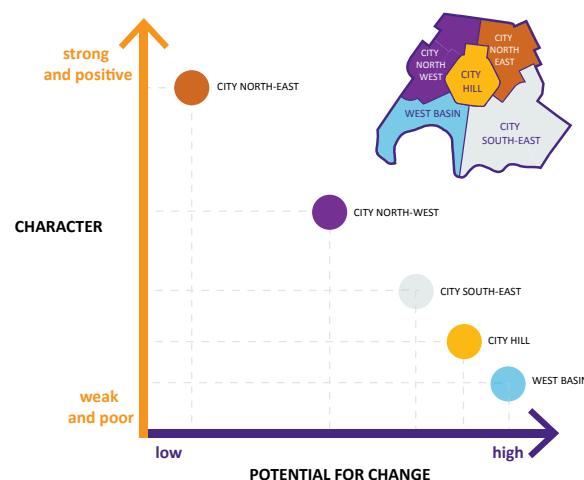 strong
and positive
CITY NORTH-EAST
CITY
NORTH
WEST
CITY
NORTH
EAST
CITY
HILL
WEST BASIN
CITY
SOUTH-EAST
CHARACTER
CITY NORTH-WEST
CITY SOUTH-EAST
CITY HILL
WEST BASIN
weak
and poor
low
high
POTENTIAL FOR CHANGE